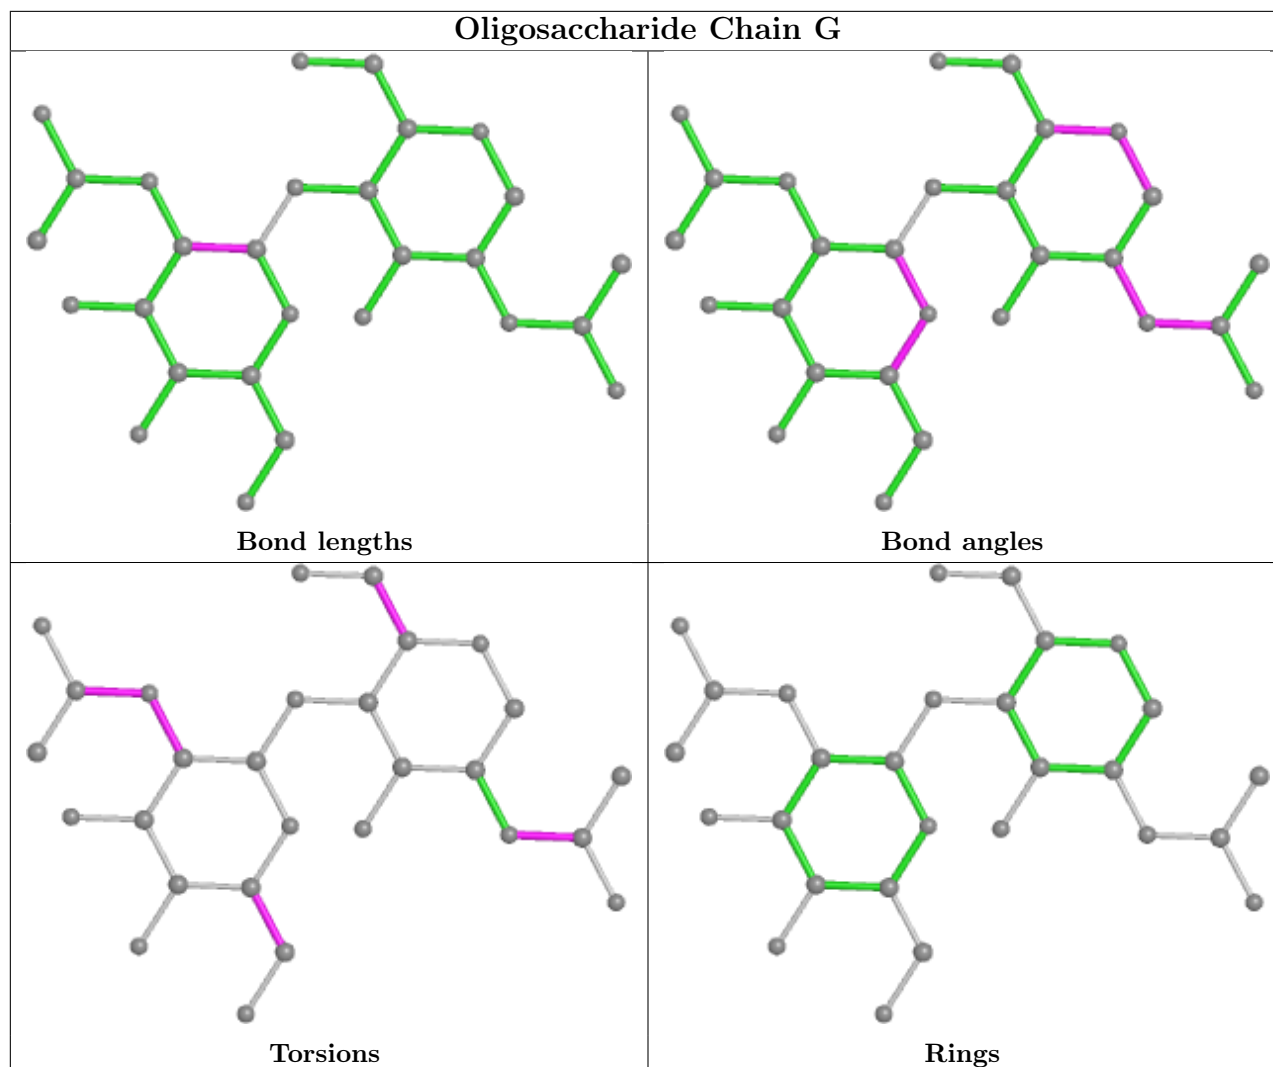 Oligosaccharide Chain G
Bond lengths
Bond angles
Torsions
Rings